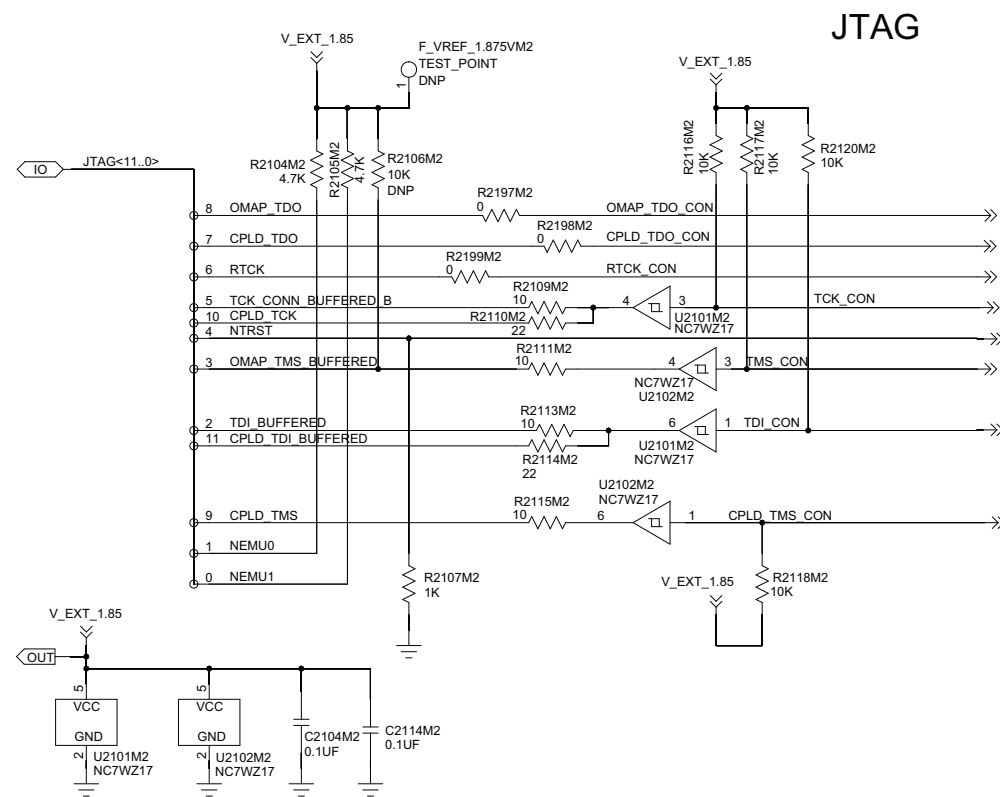 JTAG
V_EXT_1.85
F_VREF_1.875VM2
TEST_POINT
DNP
1
V_EXT_1.85
IO
JTAG<11..0>
R2104M2
4.7K
R2105M2
4.7K
R2106M2
10K
DNP
R2116M2
10K
R2117M2
10K
R2120M2
10K
8 OMAP_TDO
R2197M2
0
OMAP_TDO_CON
7 CPLD_TDO
R2198M2
0
CPLD_TDO_CON
6 RTCK
R2199M2
0
RTCK_CON
5 TCK_CONN_BUFFERED_B
R2109M2
10
4
3
TCK_CON
U2101M2
NC7WZ17
10 CPLD_TCK
R2110M2
22
4 NTRST
3 OMAP_TMS_BUFFERED
R2111M2
10
4
3
TMS_CON
NC7WZ17
U2102M2
2 TDI_BUFFERED
R2113M2
10
6
1
TDI_CON
U2101M2
NC7WZ17
11 CPLD_TDI_BUFFERED
R2114M2
22
9 CPLD_TMS
R2115M2
10
6
U2102M2
NC7WZ17
1
CPLD_TMS_CON
1 NEMU0
0 NEMU1
R2107M2
1K
V_EXT_1.85
R2118M2
10K
V_EXT_1.85
OUT
5
VCC
GND
2
U2101M2
NC7WZ17
5
VCC
GND
2
U2102M2
NC7WZ17
C2104M2
0.1UF
C2114M2
0.1UF